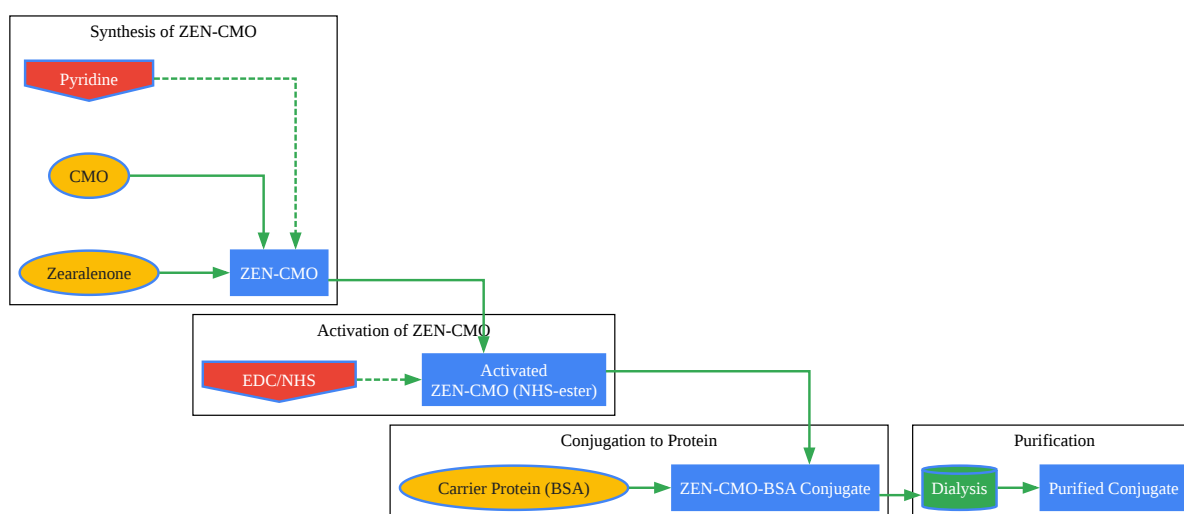 Synthesis of ZEN-CMO
Pyridine
CMO
Zearalenone
ZEN-CMO
Activation of ZEN-CMO
EDC/NHS
Activated
ZEN-CMO (NHS-ester)
Conjugation to Protein
Carrier Protein (BSA)
ZEN-CMO-BSA Conjugate
Purification
Dialysis
Purified Conjugate